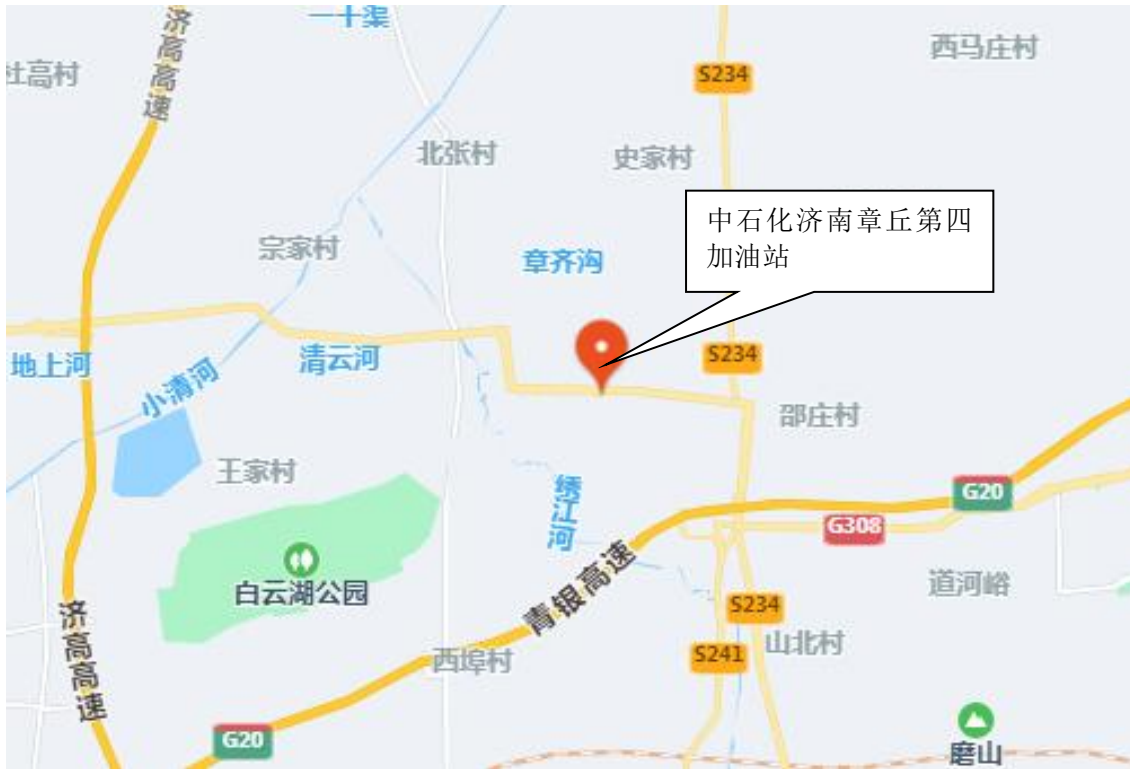 一十渠
济高高速
西马庄村
杜高村
S234
北张村
史家村
中石化济南章丘第四
加油站
宗家村
章齐沟
地上河
清云河
S234
小清河
邵庄村
王家村
绣江河
G20
G308
白云湖公园
青银高速
道河峪
济高高速
S234
山北村
西埠村
S241
G20
磨山